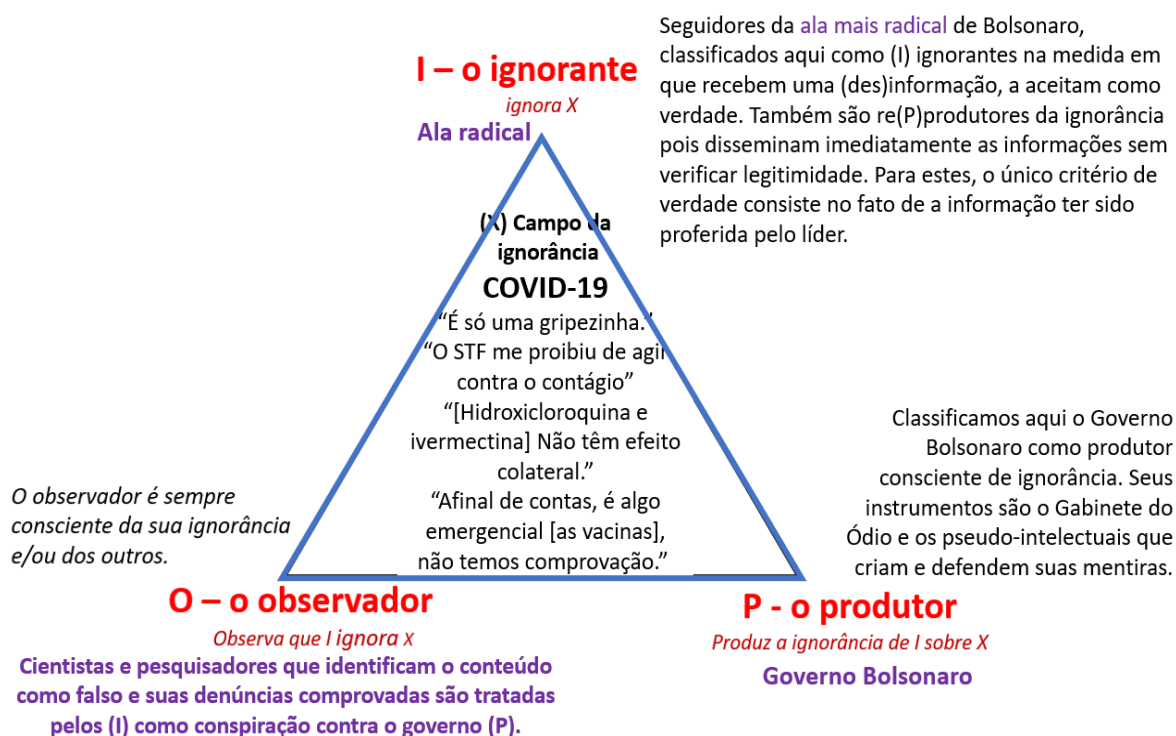 Seguidores da ala mais radical de Bolsonaro,
classificados aqui como (I) ignorantes na medida em
que recebem uma (des)informação, a aceitam como
verdade. Também são re(P)produtores da ignorância
pois disseminam imediatamente as informações sem
verificar legitimidade. Para estes, o único critério de
verdade consiste no fato de a informação ter sido
proferida pelo líder.
I – o ignorante
ignora X
Ala radical
(X) Campo da
ignorância
COVID-19
“É só uma gripezinha.”
“O STF me proibiu de agir
contra o contágio”
“[Hidroxicloroquina e
ivermectina] Não têm efeito
colateral.”
“Afinal de contas, é algo
emergencial [as vacinas],
não temos comprovação.”
O observador é sempre
consciente da sua ignorância
e/ou dos outros.
Classificamos aqui o Governo
Bolsonaro como produtor
consciente de ignorância. Seus
instrumentos são o Gabinete do
Ódio e os pseudo-intelectuais que
criam e defendem suas mentiras.
O – o observador
Observa que I ignora X
Cientistas e pesquisadores que identificam o conteúdo
como falso e suas denúncias comprovadas são tratadas
pelos (I) como conspiração contra o governo (P).
P - o produtor
Produz a ignorância de I sobre X
Governo Bolsonaro